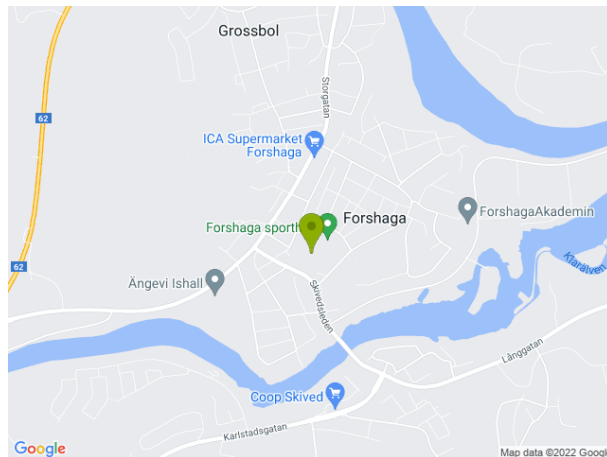 Grossbol
Storgatan
62
ICA Supermarket
Forshaga
Forshaga
ForshagaAkademin
Forshaga sporth
Ängevi Ishall
62
Klarälven
Skivedsleden
Långgatan
Coop Skived
Karlstadsgatan
Google
Map data ©2022 Google